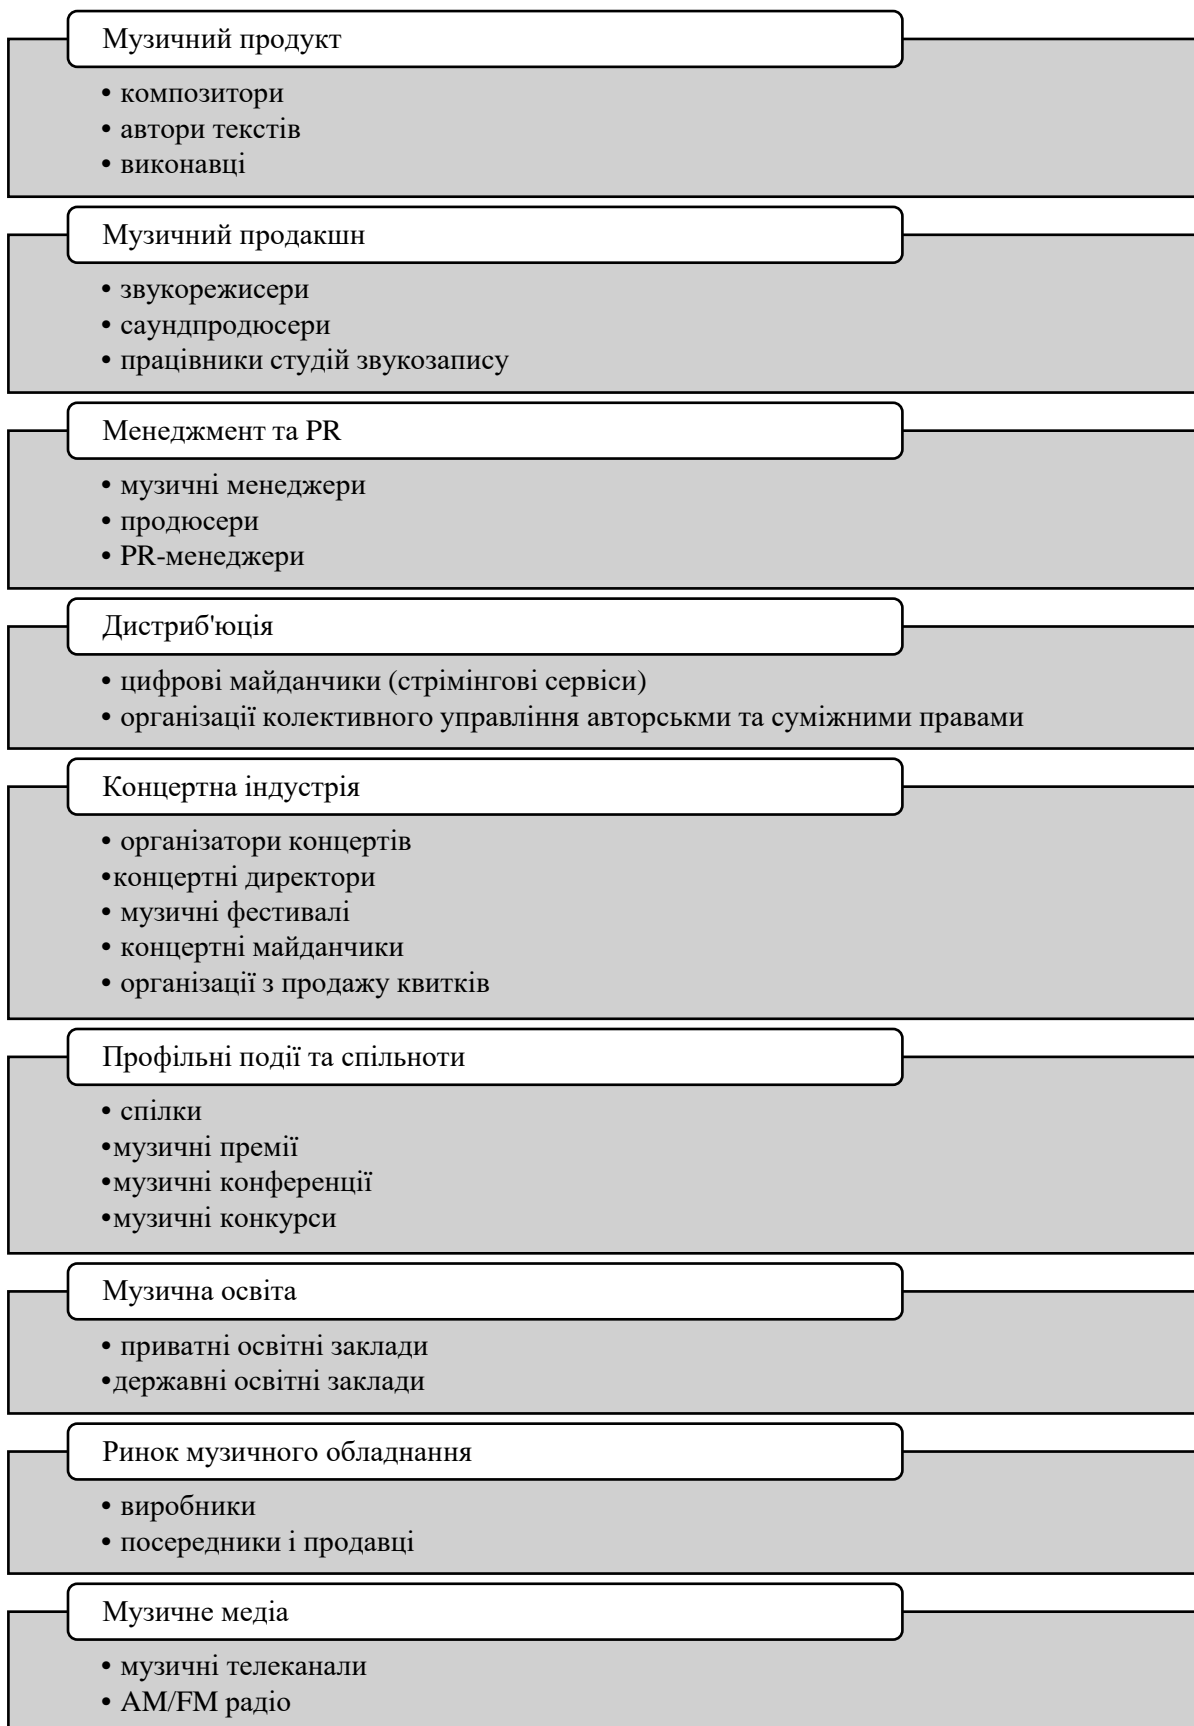 Музичний продукт
• композитори
• автори текстів
• виконавці
Музичний продакшн
• звукорежисери
• саундпродюсери
• працівники студій звукозапису
Менеджмент та PR
• музичні менеджери
• продюсери
• PR-менеджери
Дистриб'юція
• цифрові майданчики (стрімінгові сервіси)
• організації колективного управління авторськми та суміжними правами
Концертна індустрія
• організатори концертів
•концертні директори
• музичні фестивалі
• концертні майданчики
• організації з продажу квитків
Профільні події та спільноти
• спілки
•музичні премії
•музичні конференції
•музичні конкурси
Музична освіта
• приватні освітні заклади
•державні освітні заклади
Ринок музичного обладнання
• виробники
• посередники і продавці
Музичне медіа
• музичні телеканали
• AM/FM радіо